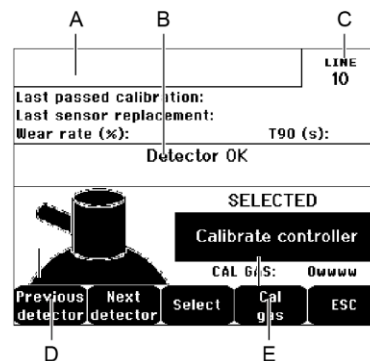 A
B
C
LINE
10
Last passed calibration:
Last sensor replacement:
Wear rate (%): T90 (s):
Detector OK
SELECTED
Calibrate controller
CAL GAS: 0wwww
Previous detector
Next detector
Select
Cal gas
ESC
D
E